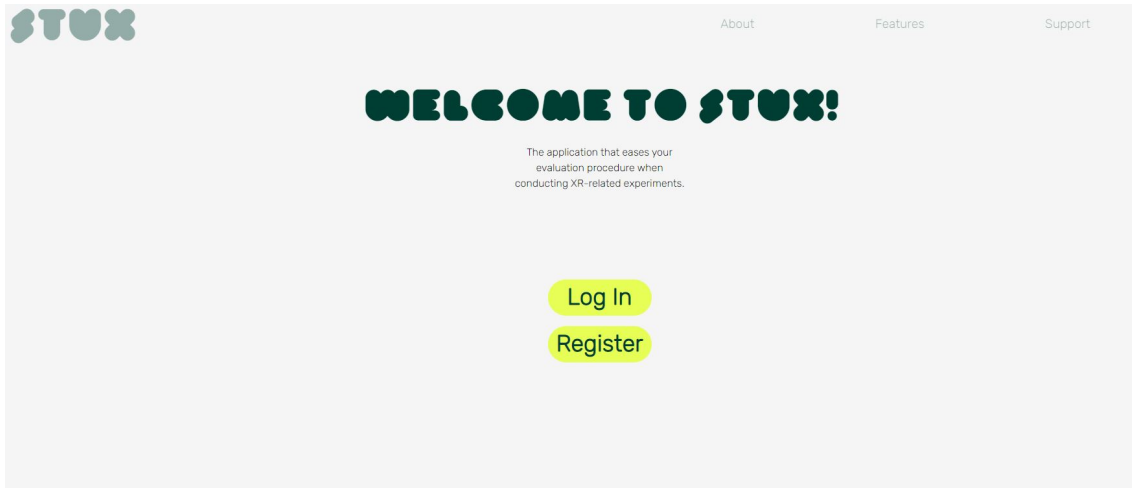 STUX
About Features Support
WELCOME TO STUX!
The application that eases your
evaluation procedure when
conducting XR-related experiments.
Log In
Register